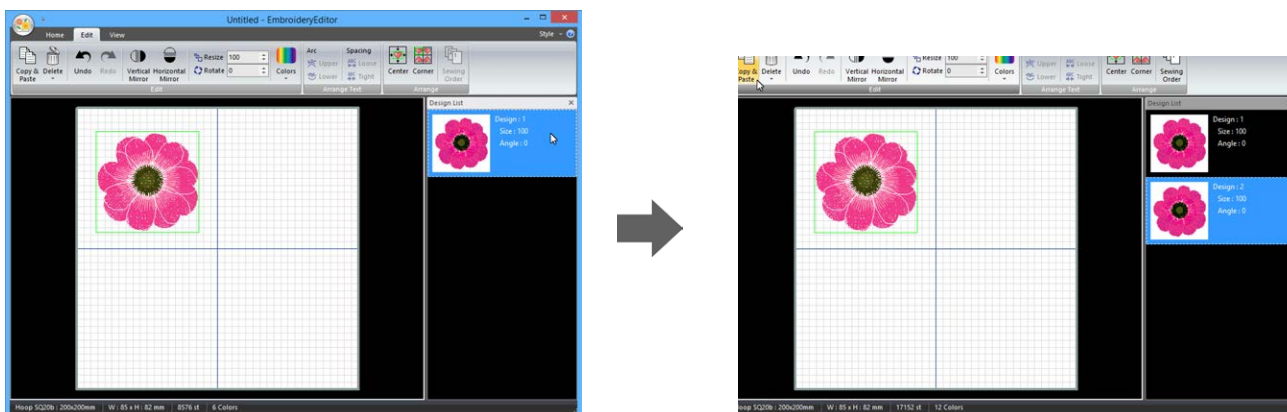 Untitled - EmbroideryEditor
Home Edit View Style
Copy & Paste Delete Undo Redo Vertical Mirror Horizontal Mirror Resize 100 Rotate 0 Colors Arc Upper Lower Spacing Loose Tight Center Corner Sewing Order
Edit Arrange Text Arrange
Design List
Design : 1
Size : 100
Angle : 0
Hoop SQ20b : 200x200mm W : 85 x H : 82 mm 8576 st 6 Colors
Resize 100 Upper Loose
Copy & Paste Delete Undo Redo Vertical Mirror Horizontal Mirror Rotate 0 Colors Lower Tight Center Corner Sewing Order
Edit Arrange Text Arrange
Design List
Design : 1
Size : 100
Angle : 0
Design : 2
Size : 100
Angle : 0
Hoop SQ20b : 200x200mm W : 85 x H : 82 mm 17152 st 12 Colors